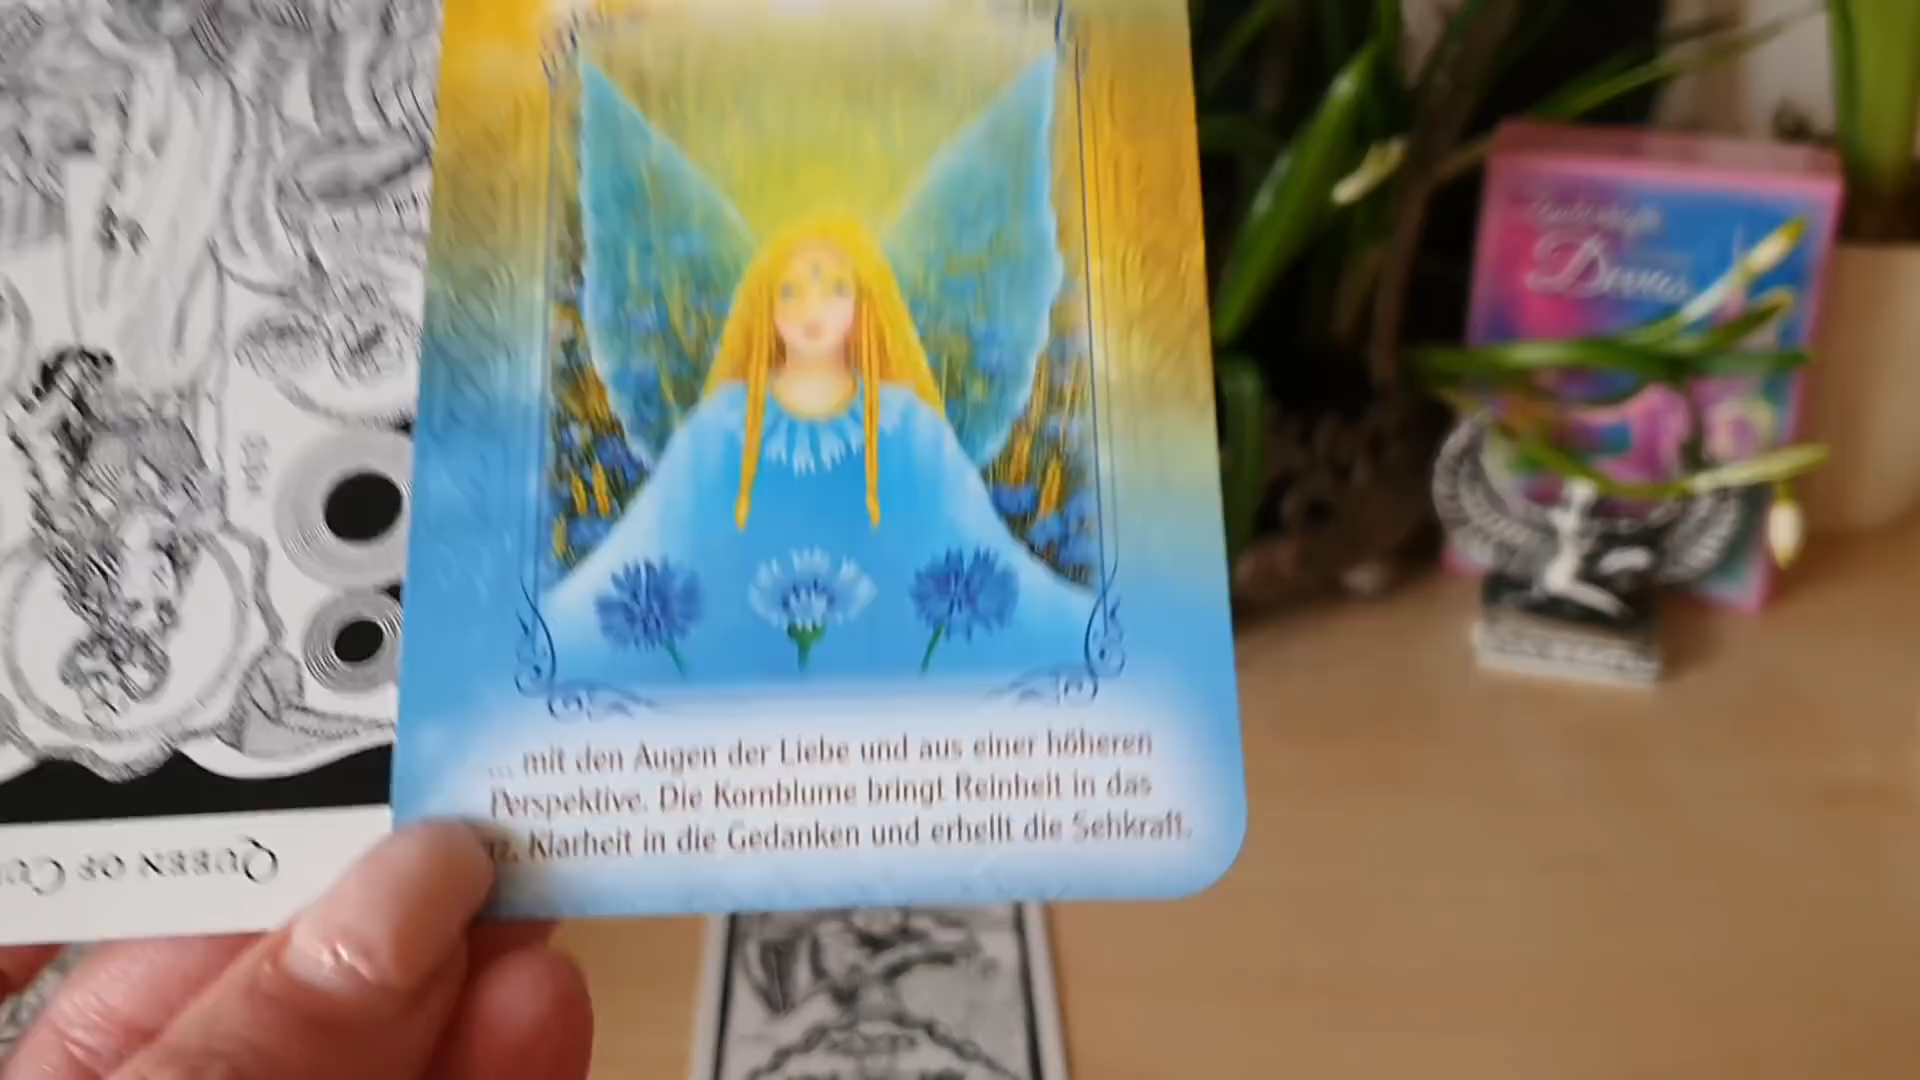 ... mit den Augen der Liebe und aus einer höheren
Perspektive. Die Kornblume bringt Reinheit in das
Klarheit in die Gedanken und erhellt die Sehkraft.
QUEEN OF
Devas